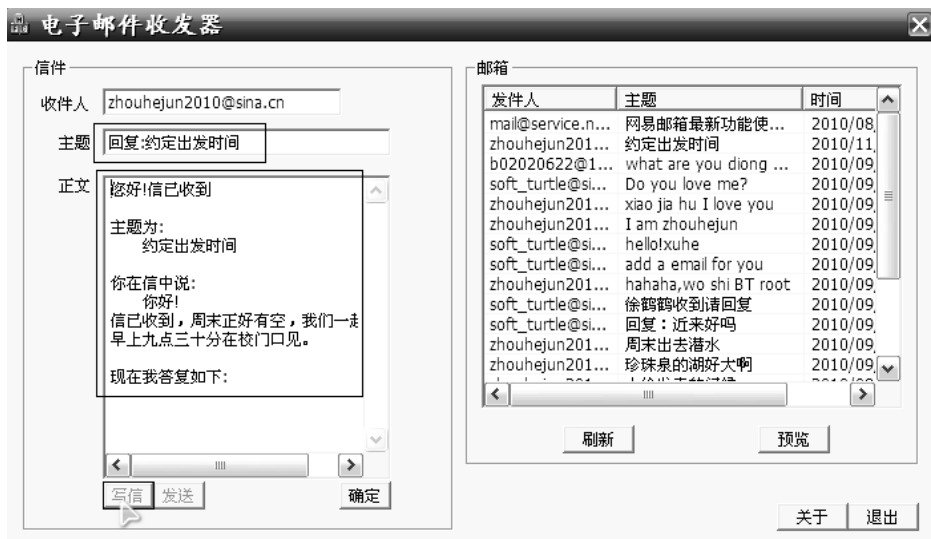 电子邮件收发器
信件
收件人 zhouhejun2010@sina.cn
主题 回复:约定出发时间
正文
您好!信已收到
主题为:
约定出发时间
你在信中说:
你好!
信已收到，周末正好有空，我们一起
早上九点三十分在校门口见。
现在我答复如下:
写信 发送 确定
邮箱
发件人 主题 时间
mail@service.n... 网易邮箱最新功能使... 2010/08,
zhouhejun201... 约定出发时间 2010/11,
b02020622@1... what are you diong ... 2010/09,
soft_turtle@si... Do you love me? 2010/09,
zhouhejun201... xiao jia hu I love you 2010/09,
zhouhejun201... I am zhouhejun 2010/09,
soft_turtle@si... hello!xuhe 2010/09,
soft_turtle@si... add a email for you 2010/09,
zhouhejun201... hahaha,wo shi BT root 2010/09,
soft_turtle@si... 徐鹤鹤收到请回复 2010/09,
soft_turtle@si... 回复：近来好吗 2010/09,
zhouhejun201... 周末出去潜水 2010/09,
zhouhejun201... 珍珠泉的湖好大啊 2010/09,
刷新 预览
关于 退出